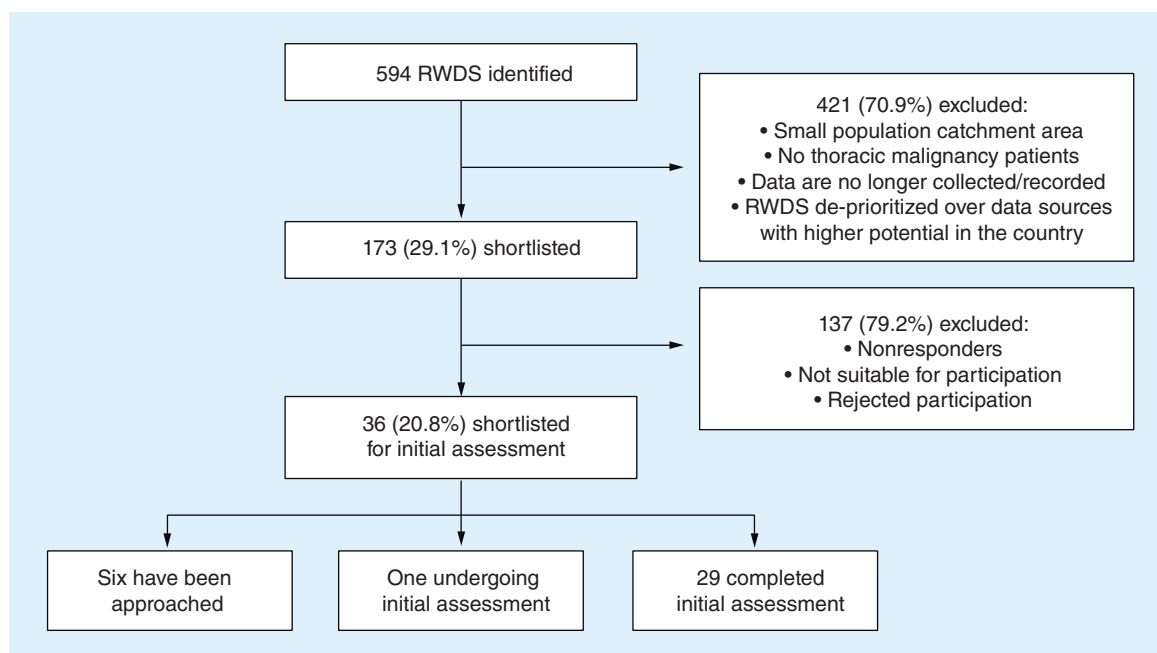 594 RWDS identified
421 (70.9%) excluded:
• Small population catchment area
• No thoracic malignancy patients
• Data are no longer collected/recorded
• RWDS de-prioritized over data sources
with higher potential in the country
173 (29.1%) shortlisted
137 (79.2%) excluded:
• Nonresponders
• Not suitable for participation
• Rejected participation
36 (20.8%) shortlisted
for initial assessment
Six have been
approached
One undergoing
initial assessment
29 completed
initial assessment